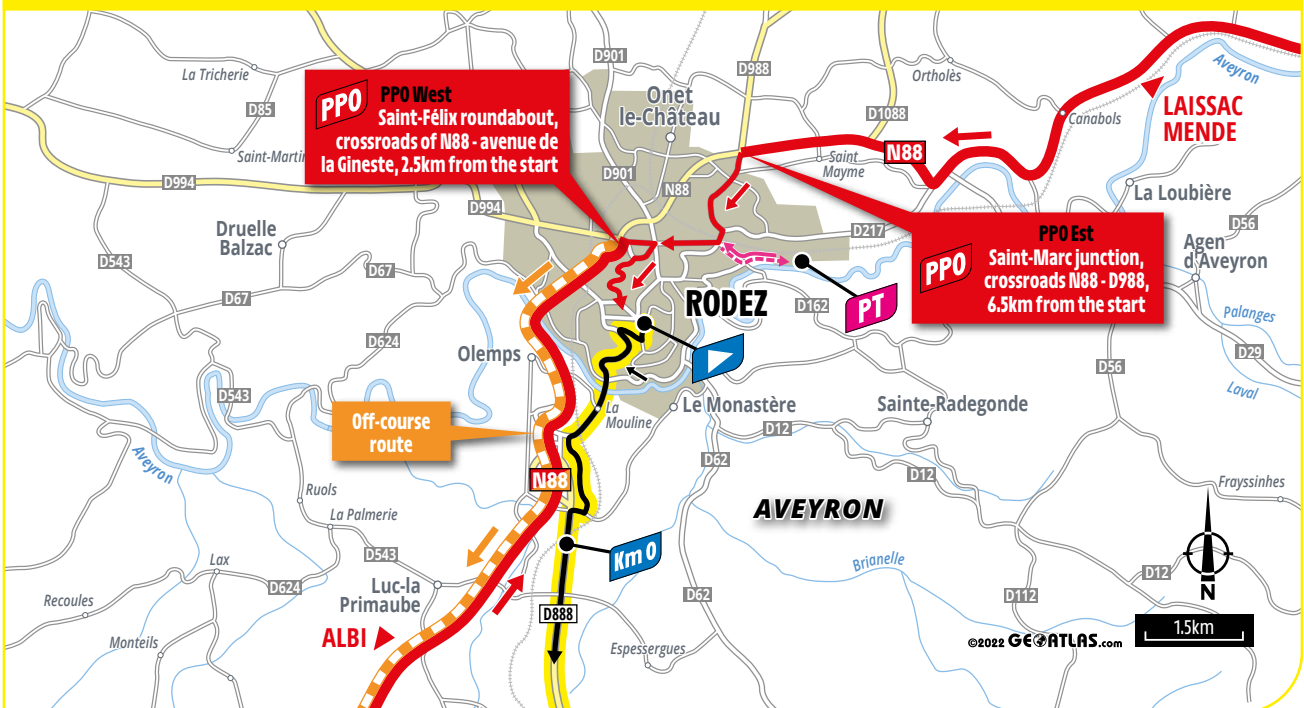 D901
La Tricherie
D988
Ortholès
Aveyron
D85
PPO
PPO West
Saint-Félix roundabout,
crossroads of N88 - avenue de
la Gineste, 2.5km from the start
Onet
le-Château
D1088
Canabols
LAISSAC
MENDE
Saint-Martin
D994
D901
N88
Saint
Mayme
N88
La Loubière
D994
D217
D56
Druelle
Balzac
D543
D67
D67
PPO
PPO Est
Saint-Marc junction,
crossroads N88 - D988,
6.5km from the start
Agen
d'Aveyron
RODEZ
PT
D162
Palanges
D624
Olemps
D29
D56
Laval
D543
La
Mouline
Le Monastère
Sainte-Radegonde
Off-course
route
D12
Aveyron
D62
D12
N88
Frayssinhes
Ruols
La Palmerie
AVEYRON
D543
Km 0
Lax
D624
Luc-la
Primaube
Brianelle
D12
N
Recoules
D62
D112
D888
Monteils
ALBI
Espessergues
©2022 GEOATLAS.com
1.5km